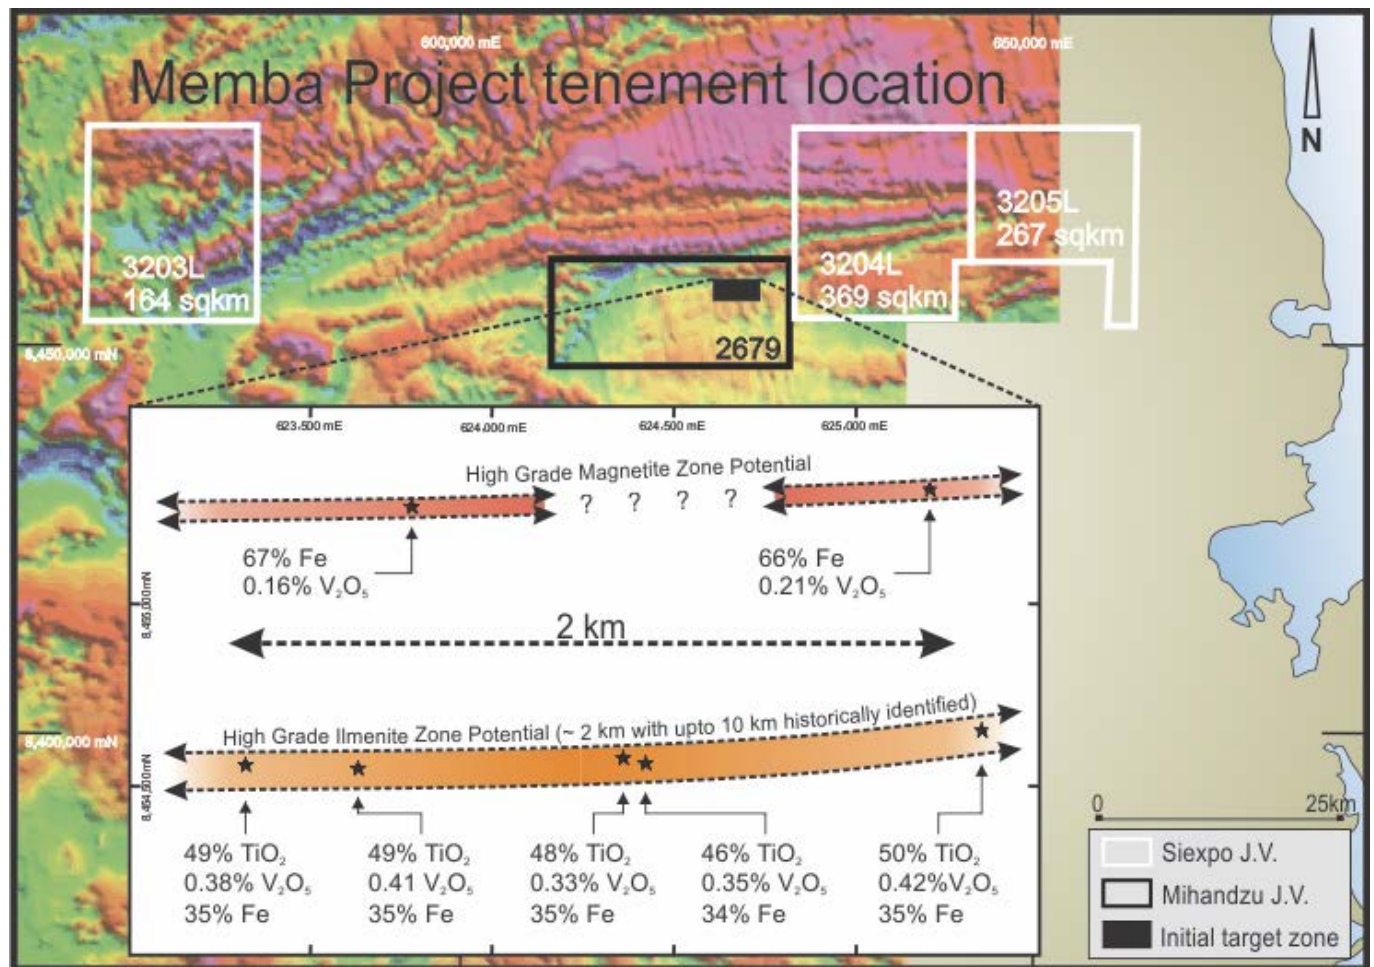 600,000 mE
650,000 mE
Memba Project tenement location
N
3205L
267 sqkm
3203L
164 sqkm
3204L
369 sqkm
2679
8,450,000 mN
623,500 mE
624,000 mE
624,500 mE
625,000 mE
High Grade Magnetite Zone Potential
? ? ? ?
67% Fe
0.16% V₂O₅
66% Fe
0.21% V₂O₅
8,455,000mN
2 km
High Grade Ilmenite Zone Potential (~ 2 km with upto 10 km historically identified)
8,400,000 mN
8,454,500mN
49% TiO₂
0.38% V₂O₅
35% Fe
49% TiO₂
0.41 V₂O₅
35% Fe
48% TiO₂
0.33% V₂O₅
35% Fe
46% TiO₂
0.35% V₂O₅
34% Fe
50% TiO₂
0.42%V₂O₅
35% Fe
0
25km
Siexpo J.V.
Mihandzu J.V.
Initial target zone